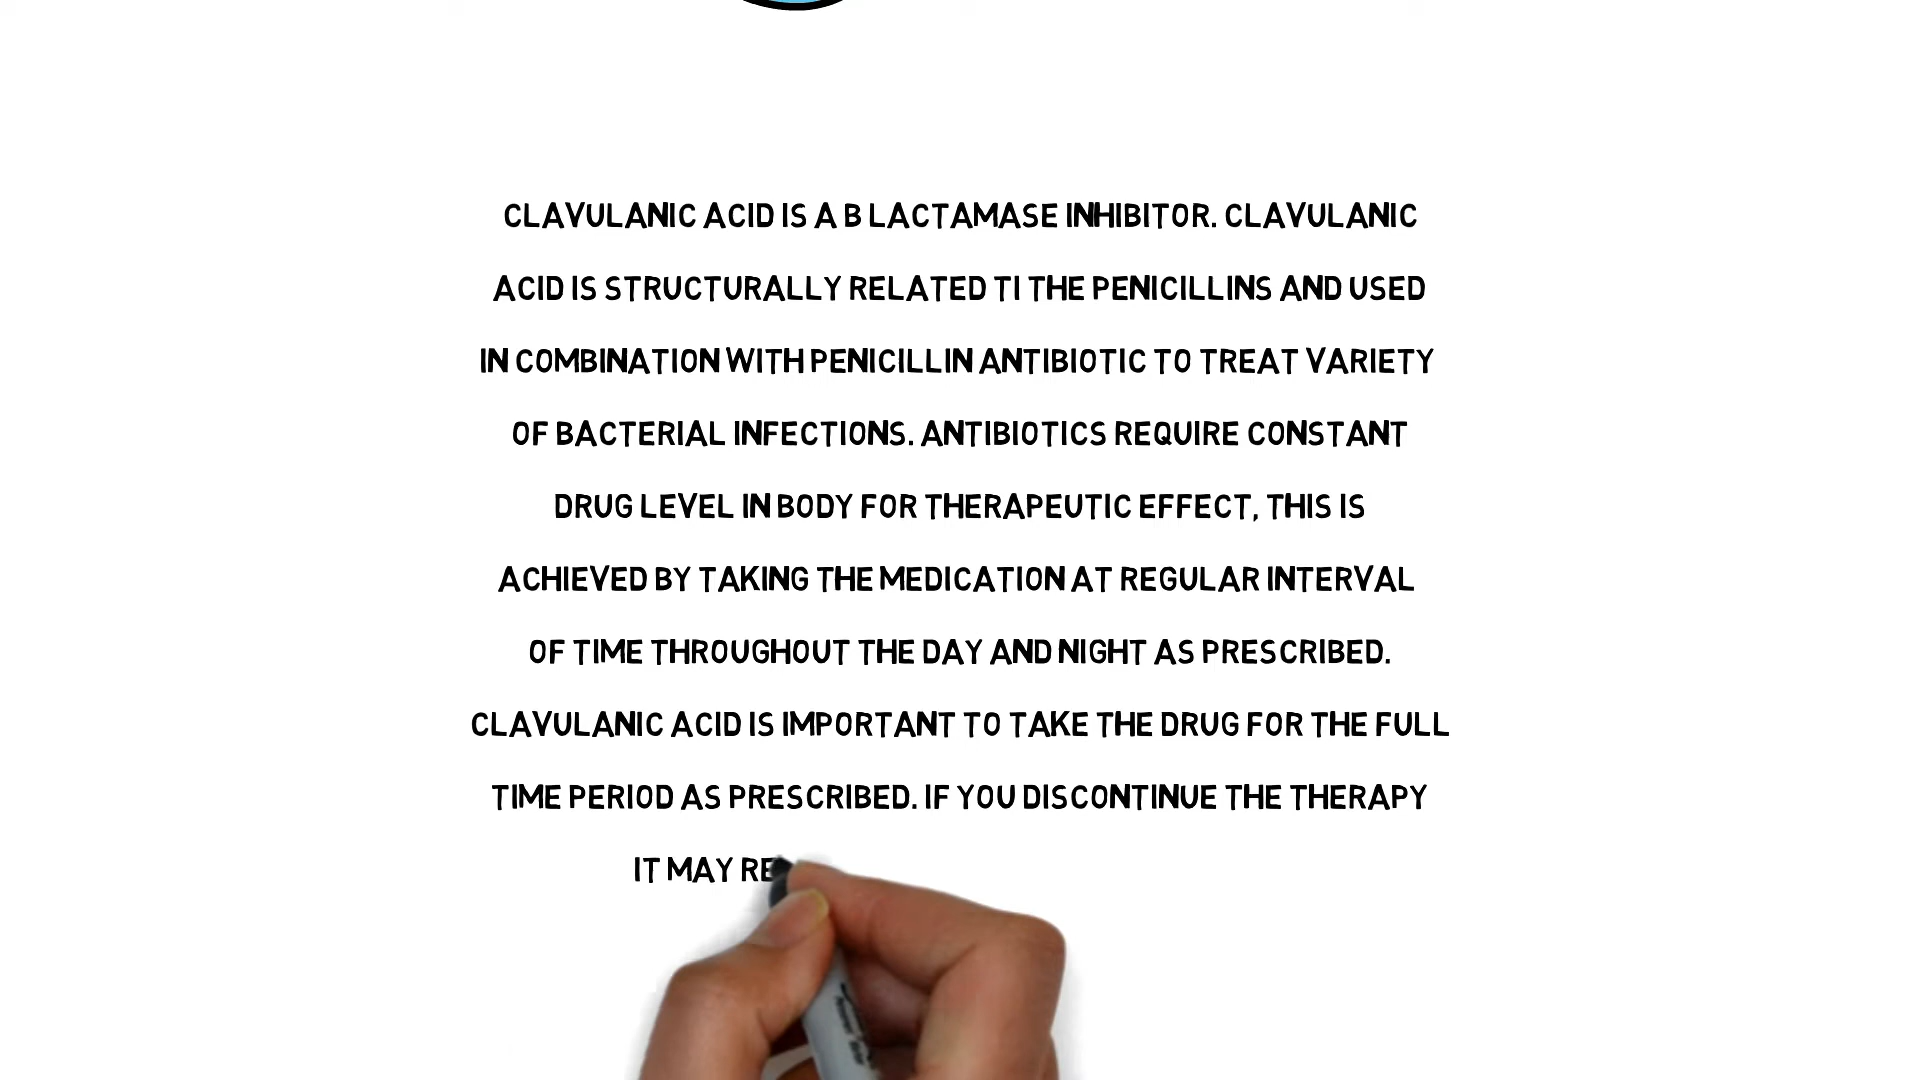 CLAVULANIC ACID IS A B LACTAMASE INHIBITOR. CLAVULANIC
ACID IS STRUCTURALLY RELATED TI THE PENICILLINS AND USED
IN COMBINATION WITH PENICILLIN ANTIBIOTIC TO TREAT VARIETY
OF BACTERIAL INFECTIONS. ANTIBIOTICS REQUIRE CONSTANT
DRUG LEVEL IN BODY FOR THERAPEUTIC EFFECT, THIS IS
ACHIEVED BY TAKING THE MEDICATION AT REGULAR INTERVAL
OF TIME THROUGHOUT THE DAY AND NIGHT AS PRESCRIBED.
CLAVULANIC ACID IS IMPORTANT TO TAKE THE DRUG FOR THE FULL
TIME PERIOD AS PRESCRIBED. IF YOU DISCONTINUE THE THERAPY
IT MAY RE